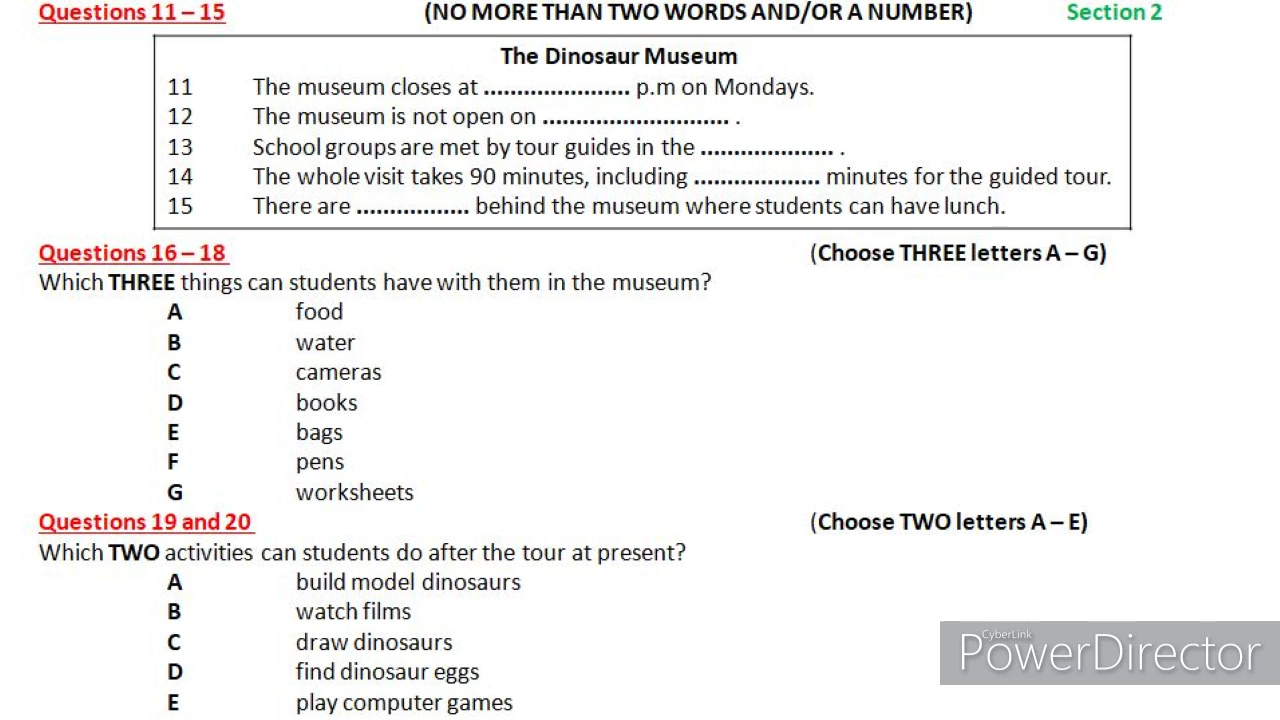 Questions 11 – 15 (NO MORE THAN TWO WORDS AND/OR A NUMBER) Section 2
The Dinosaur Museum
11 The museum closes at ...................... p.m on Mondays.
12 The museum is not open on ............................ .
13 School groups are met by tour guides in the .................... .
14 The whole visit takes 90 minutes, including ................... minutes for the guided tour.
15 There are ................. behind the museum where students can have lunch.
Questions 16 – 18 (Choose THREE letters A – G)
Which THREE things can students have with them in the museum?
A food
B water
C cameras
D books
E bags
F pens
G worksheets
Questions 19 and 20 (Choose TWO letters A – E)
Which TWO activities can students do after the tour at present?
A build model dinosaurs
B watch films
C draw dinosaurs
D find dinosaur eggs
E play computer games
CyberLink
PowerDirector